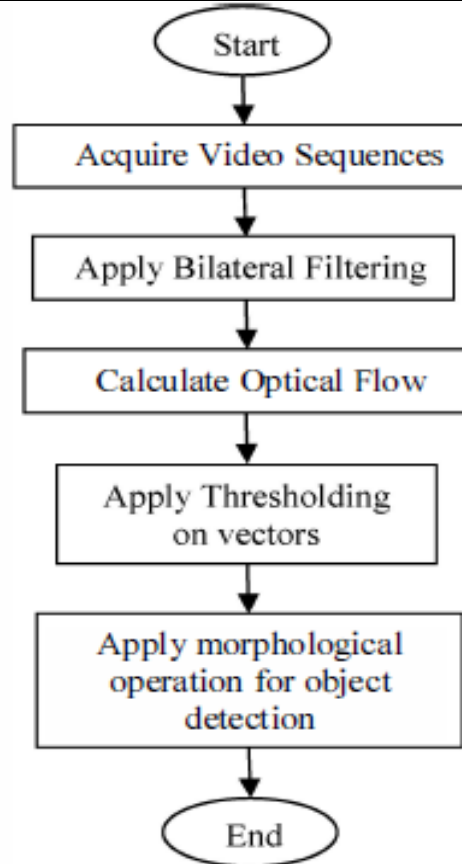 Start
Acquire Video Sequences
Apply Bilateral Filtering
Calculate Optical Flow
Apply Thresholding
on vectors
Apply morphological
operation for object
detection
End